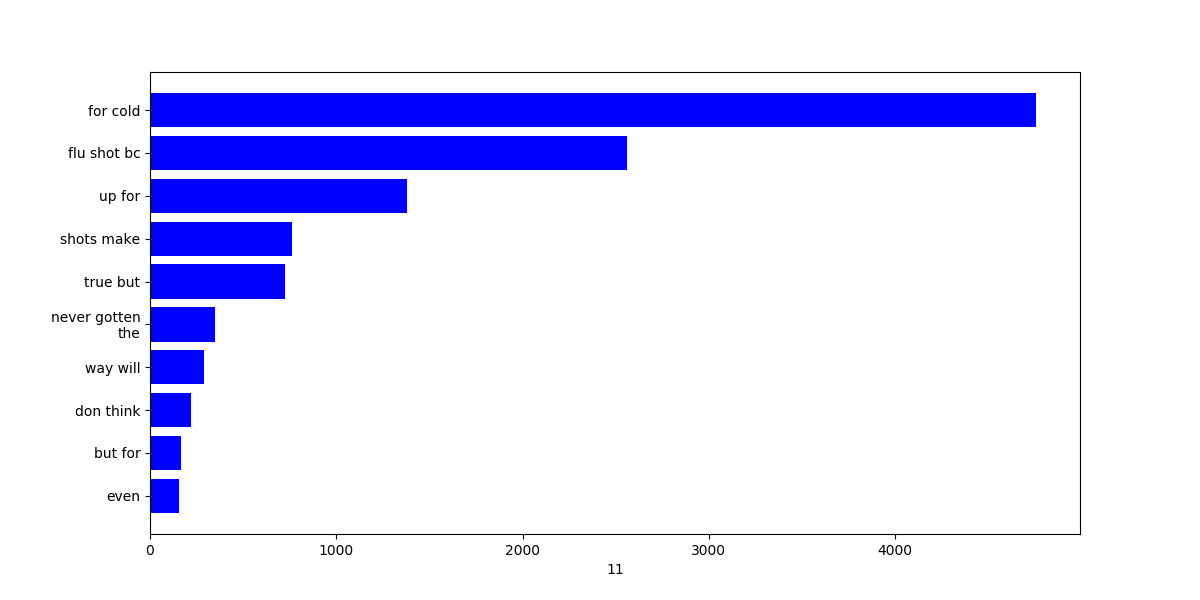 for cold
flu shot bc
up for
shots make
true but
never gotten
the
way will
don think
but for
even
0 1000 2000 3000 4000
11